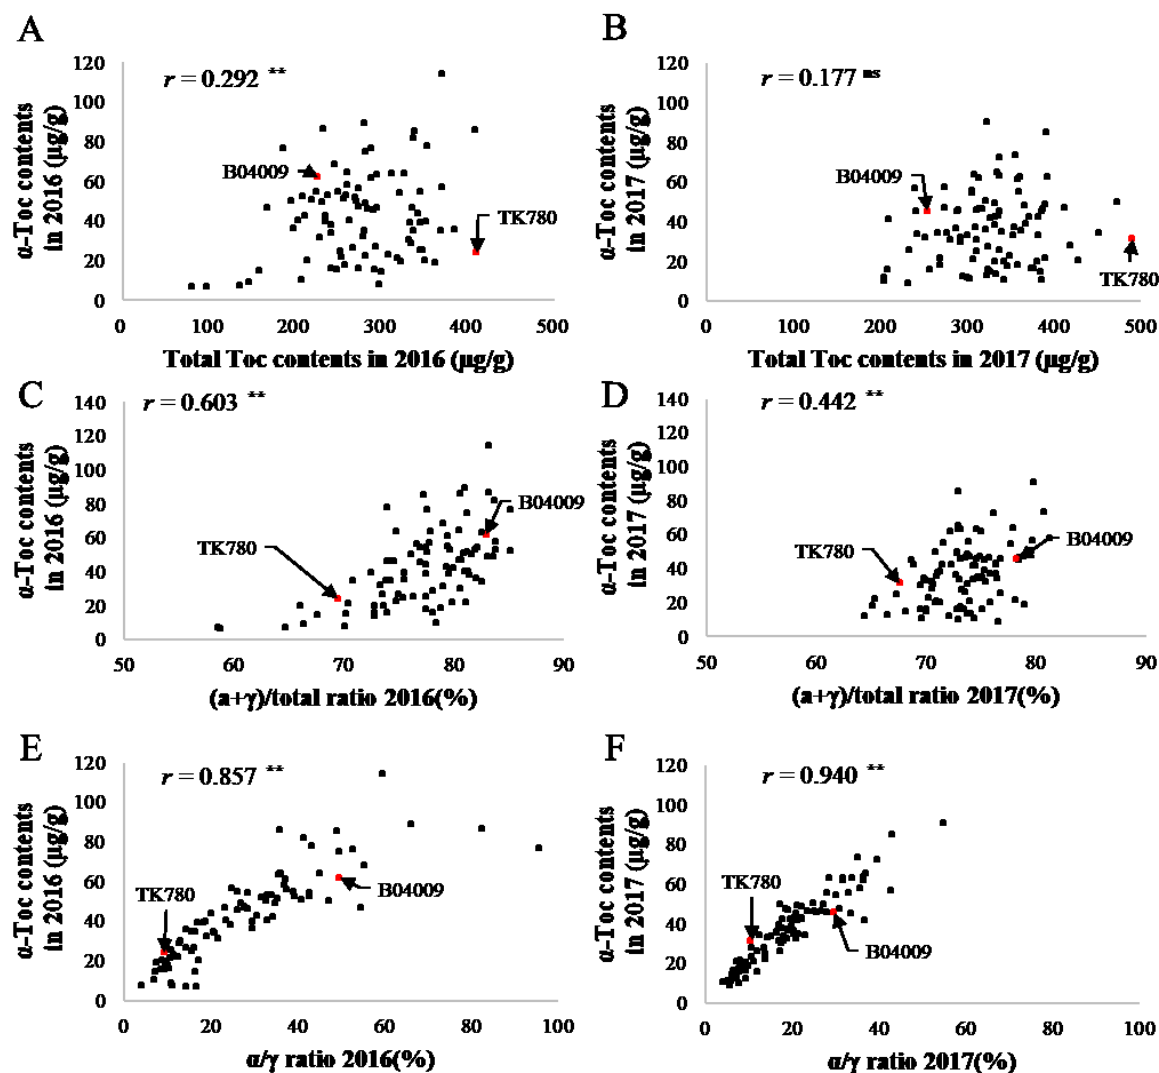 A
r = 0.292 **
α-Toc contents
in 2016 (µg/g)
120
100
80
60
40
20
0
B04009
TK780
0 100 200 300 400 500
Total Toc contents in 2016 (µg/g)
B
r = 0.177 ns
α-Toc contents
in 2017 (µg/g)
120
100
80
60
40
20
0
B04009
TK780
0 100 200 300 400 500
Total Toc contents in 2017 (µg/g)
C
r = 0.603 **
α-Toc contents
in 2016 (µg/g)
140
120
100
80
60
40
20
0
B04009
TK780
50 60 70 80 90
(a+γ)/total ratio 2016(%)
D
r = 0.442 **
α-Toc contents
in 2017 (µg/g)
140
120
100
80
60
40
20
0
TK780
B04009
50 60 70 80 90
(a+γ)/total ratio 2017(%)
E
r = 0.857 **
α-Toc contents
in 2016 (µg/g)
120
100
80
60
40
20
0
TK780
B04009
0 20 40 60 80 100
α/γ ratio 2016(%)
F
r = 0.940 **
α-Toc contents
in 2017 (µg/g)
120
100
80
60
40
20
0
TK780
B04009
0 20 40 60 80 100
α/γ ratio 2017(%)